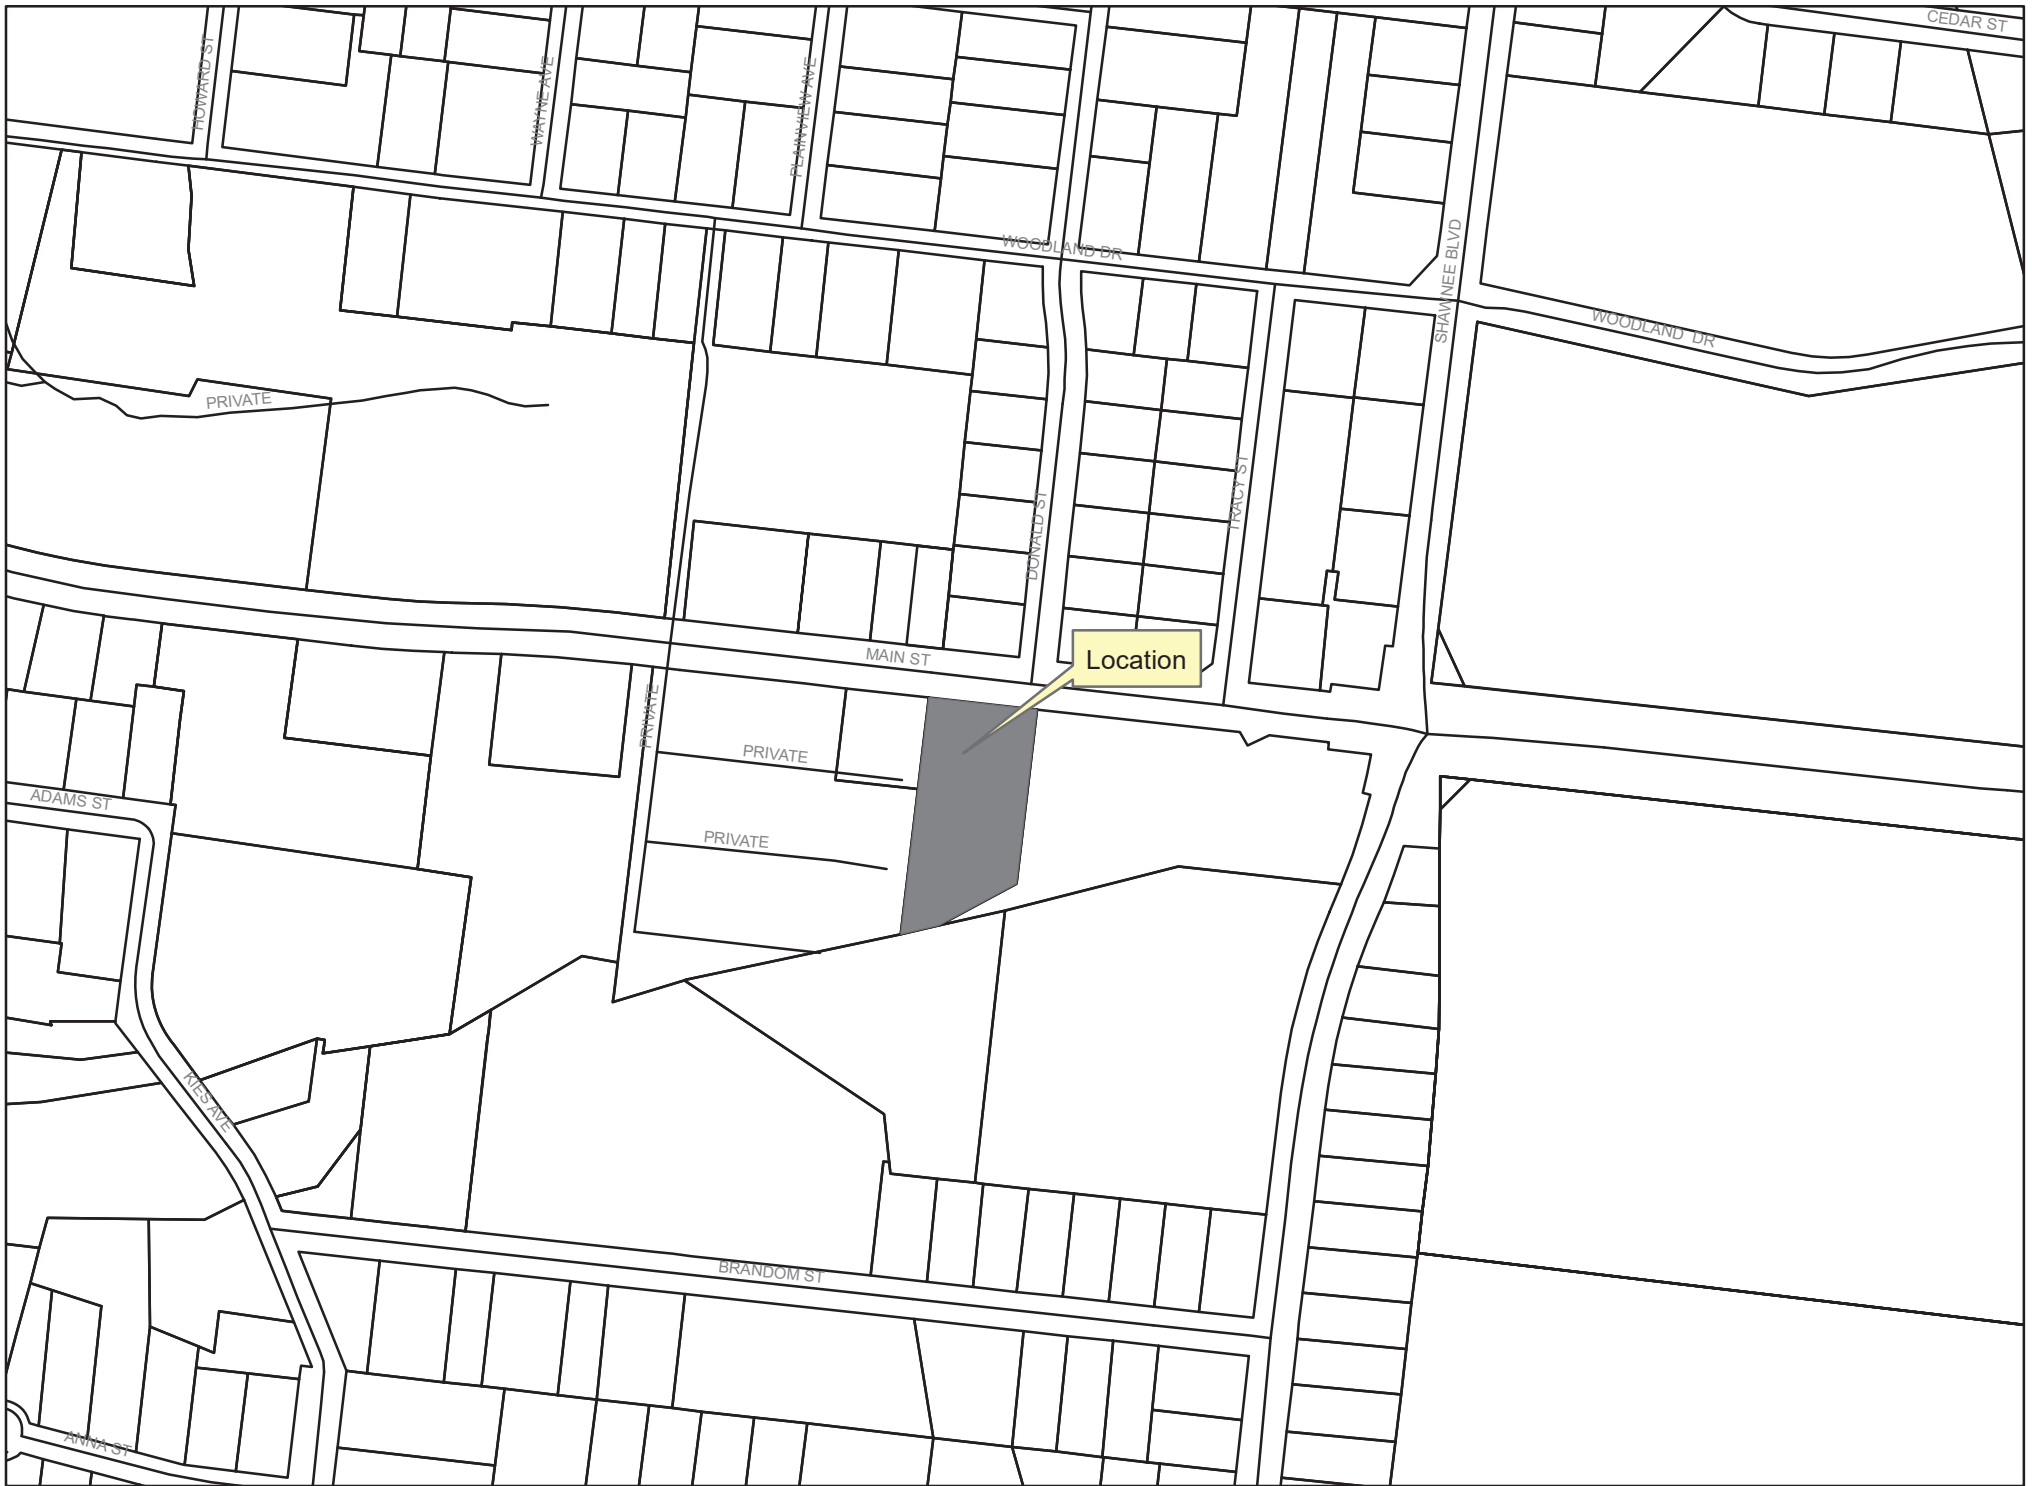 CEDAR ST
HOWARD ST
WAYNE AVE
PLAINVIEW AVE
WOODLAND DR
SHAWNEE BLVD
WOODLAND DR
PRIVATE
TRACY ST
DONALD ST
MAIN ST
Location
PRIVATE
PRIVATE
ADAMS ST
PRIVATE
KIES AVE
BRANDOM ST
ANNA ST